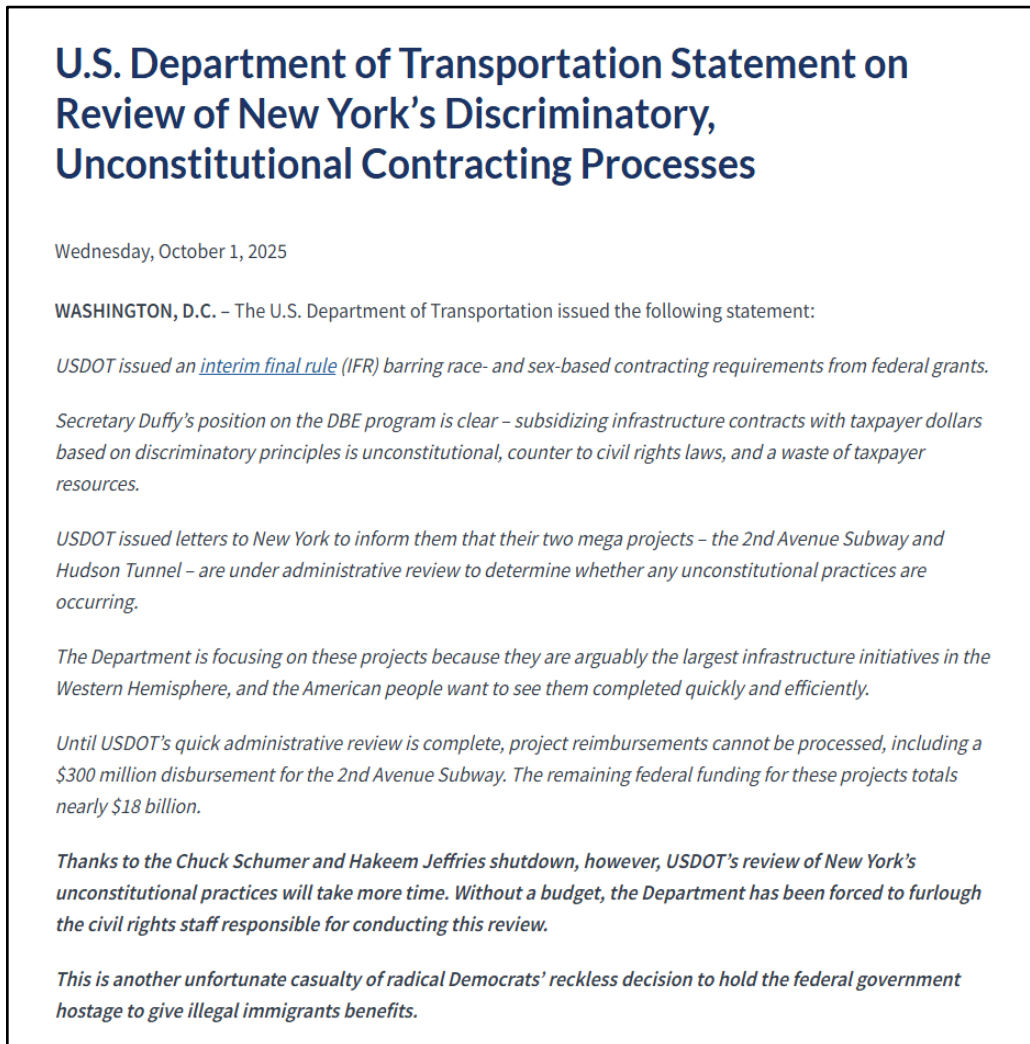 U.S. Department of Transportation Statement on
Review of New York’s Discriminatory,
Unconstitutional Contracting Processes
Wednesday, October 1, 2025
WASHINGTON, D.C. – The U.S. Department of Transportation issued the following statement:
USDOT issued an interim final rule (IFR) barring race- and sex-based contracting requirements from federal grants.
Secretary Duffy’s position on the DBE program is clear – subsidizing infrastructure contracts with taxpayer dollars
based on discriminatory principles is unconstitutional, counter to civil rights laws, and a waste of taxpayer
resources.
USDOT issued letters to New York to inform them that their two mega projects – the 2nd Avenue Subway and
Hudson Tunnel – are under administrative review to determine whether any unconstitutional practices are
occurring.
The Department is focusing on these projects because they are arguably the largest infrastructure initiatives in the
Western Hemisphere, and the American people want to see them completed quickly and efficiently.
Until USDOT’s quick administrative review is complete, project reimbursements cannot be processed, including a
$300 million disbursement for the 2nd Avenue Subway. The remaining federal funding for these projects totals
nearly $18 billion.
Thanks to the Chuck Schumer and Hakeem Jeffries shutdown, however, USDOT’s review of New York’s
unconstitutional practices will take more time. Without a budget, the Department has been forced to furlough
the civil rights staff responsible for conducting this review.
This is another unfortunate casualty of radical Democrats’ reckless decision to hold the federal government
hostage to give illegal immigrants benefits.